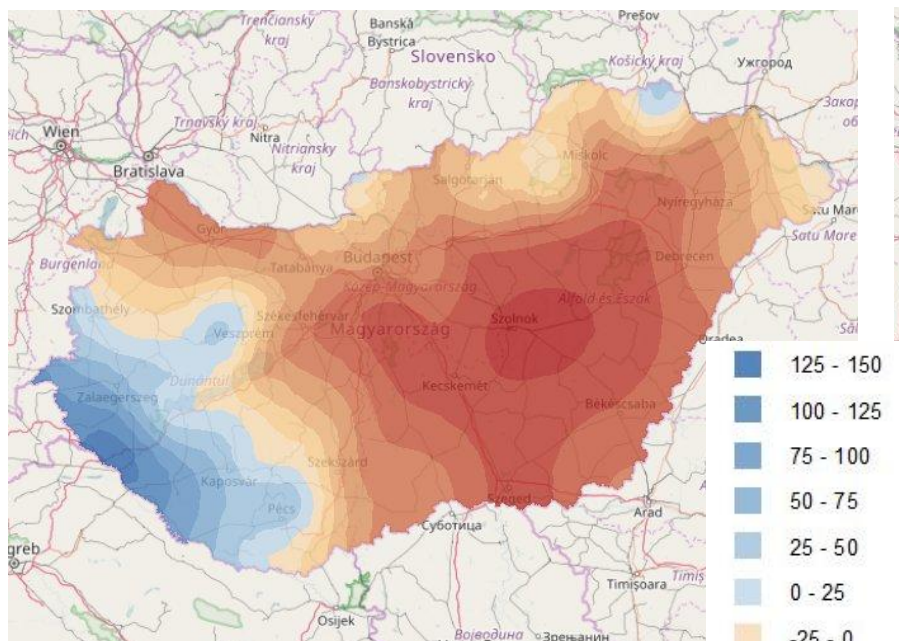 Trenčiansky
kraj
Banská
Bystrica
Prešov
Slovensko
Košický kraj
Ужгород
Banskobystrický
kraj
Wien
Trnavský kraj
Nitra
Nitriansky
kraj
Bratislava
Miskolc
Salgótarján
Nyíregyháza
Satu Mare
Győr
Burgenland
Tatabánya
Budapest
Debrecen
Közép-Magyarország
Alföld és Észak
Szombathely
Székesfehérvár
Veszprém
Magyarország
Szolnok
Oradea
Dunántúl
Zalaegerszeg
Kecskemét
Békéscsaba
Szekszárd
Kaposvár
Pécs
Szeged
Суботица
Arad
Timișoara
Osijek
Војводина
Зрењанин
125 - 150
100 - 125
75 - 100
50 - 75
25 - 50
0 - 25
-25 - 0